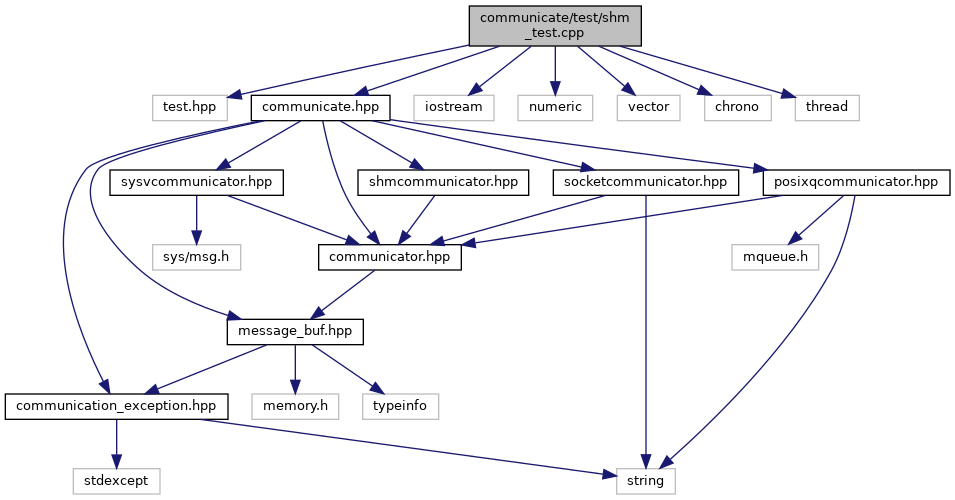 communicate/test/shm
_test.cpp
test.hpp
communicate.hpp
iostream
numeric
vector
chrono
thread
sysvcommunicator.hpp
shmcommunicator.hpp
socketcommunicator.hpp
posixqcommunicator.hpp
sys/msg.h
communicator.hpp
mqueue.h
message_buf.hpp
communication_exception.hpp
memory.h
typeinfo
stdexcept
string